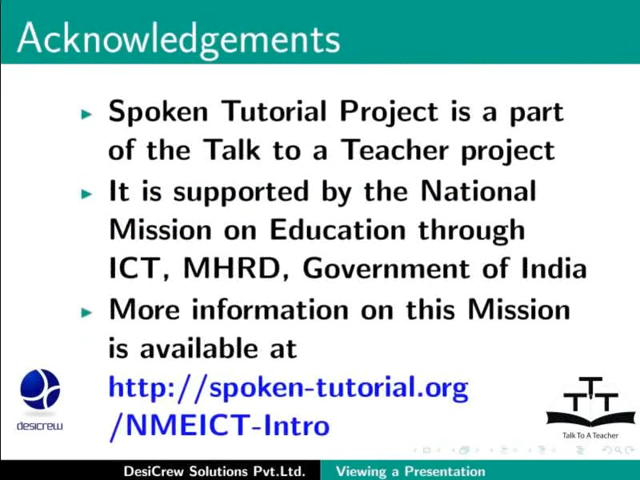 Acknowledgements
Spoken Tutorial Project is a part
of the Talk to a Teacher project
It is supported by the National
Mission on Education through
ICT, MHRD, Government of India
More information on this Mission
is available at
http://spoken-tutorial.org
/NMEICT-Intro
desicrew
TTT
Talk To A Teacher
DesiCrew Solutions Pvt.Ltd.
Viewing a Presentation